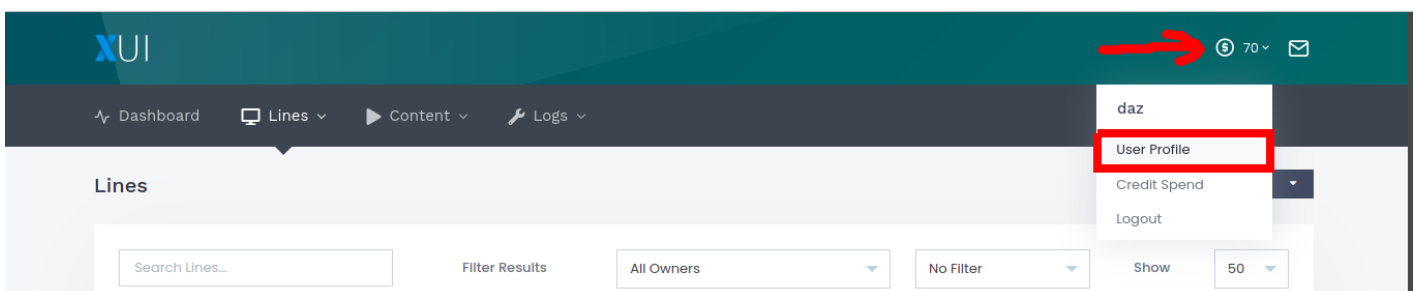 XUI
70
Dashboard Lines Content Logs
daz
User Profile
Credit Spend
Logout
Lines
Search Lines...
Filter Results
All Owners
No Filter
Show
50